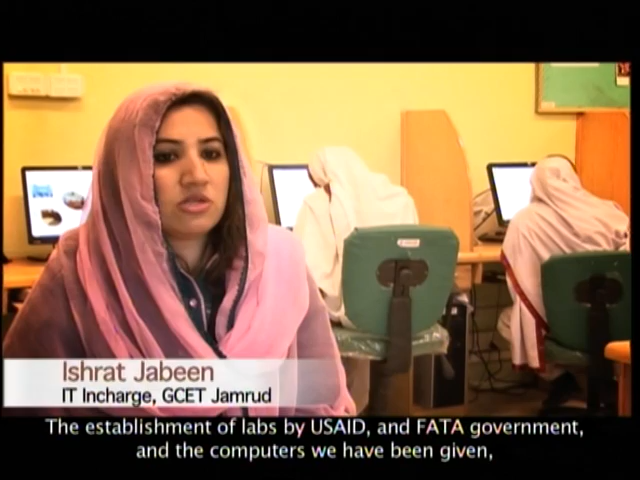 Ishrat Jabeen
IT Incharge, GCET Jamrud
The establishment of labs by USAID, and FATA government,
and the computers we have been given,